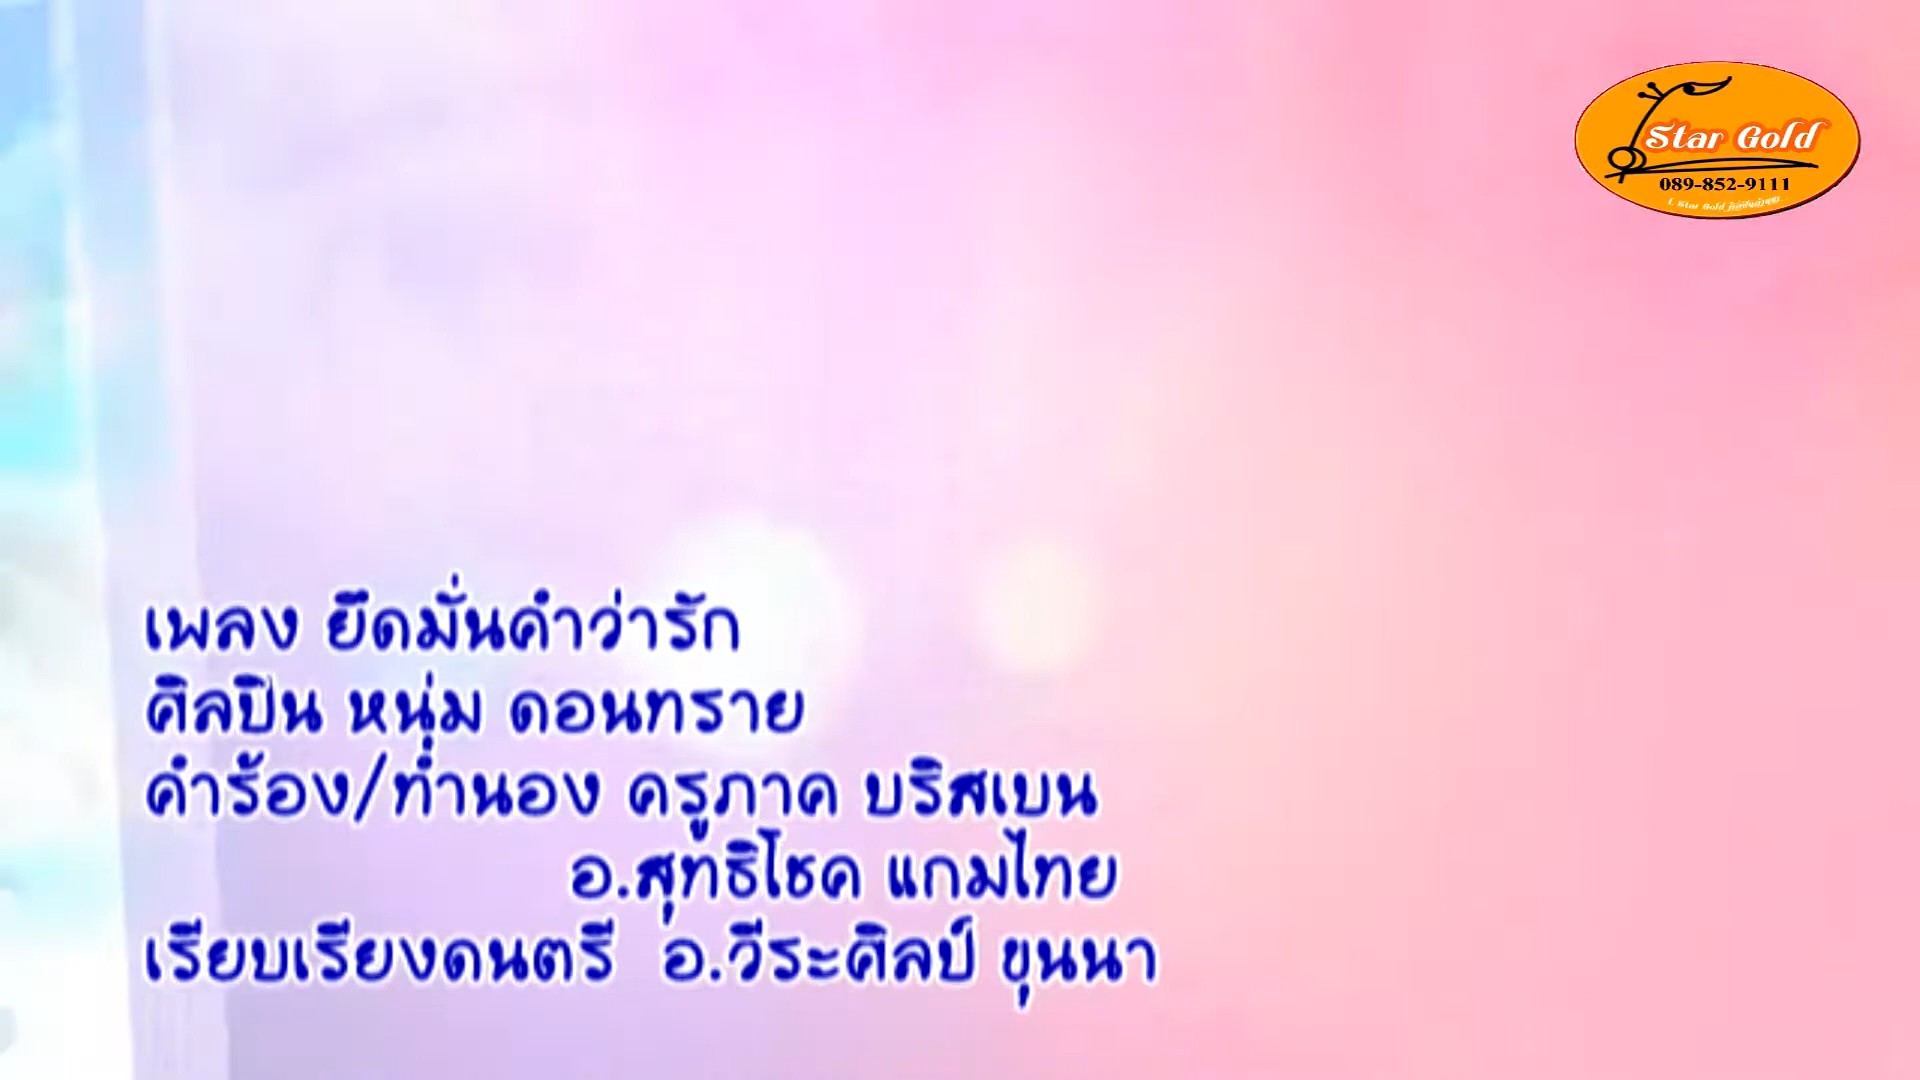 Star Gold
089-852-9111
เพลง ยึดมั่นคำว่ารัก
ศิลปิน หนุ่ม ดอนทราย
คำร้อง/ทำนอง ครูภาค บริสเบน
อ.สุทธิโชค แกมไทย
เรียบเรียงดนตรี อ.วีระศิลป์ ขุนนา